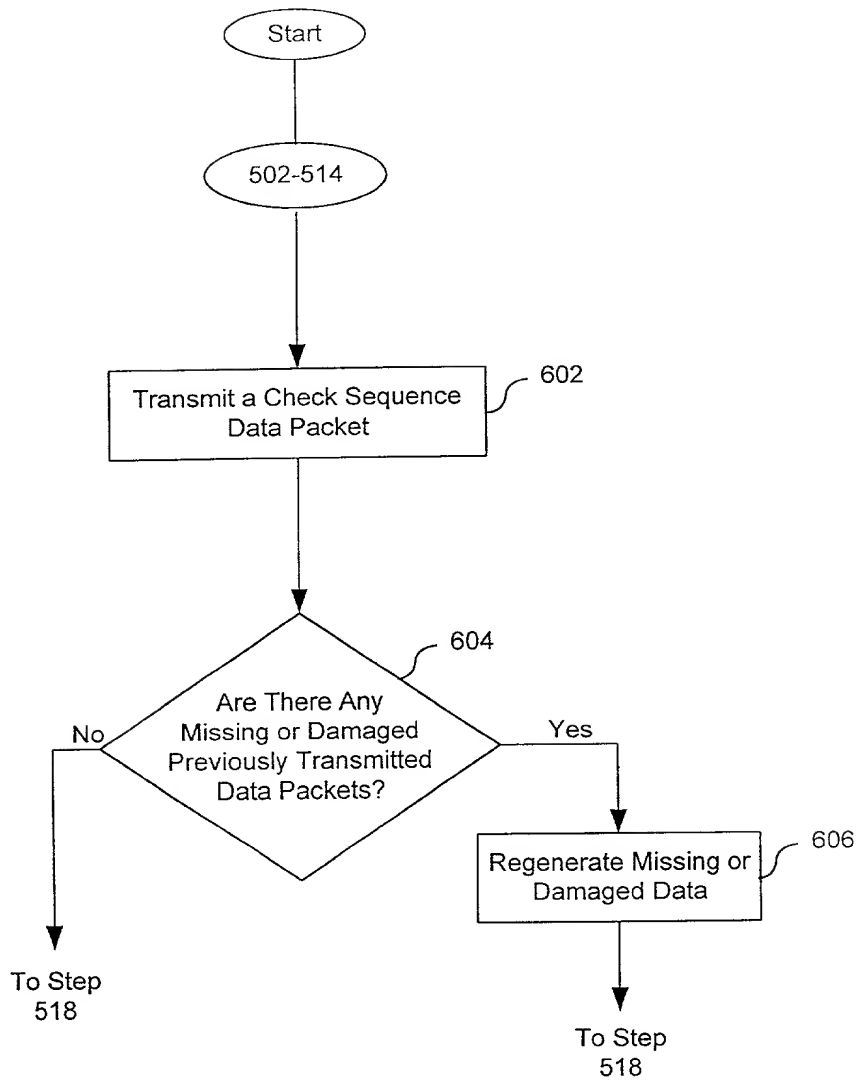 Start
502-514
Transmit a Check Sequence
Data Packet
602
604
Are There Any
Missing or Damaged
Previously Transmitted
Data Packets?
No
Yes
Regenerate Missing or
Damaged Data
606
To Step
518
To Step
518